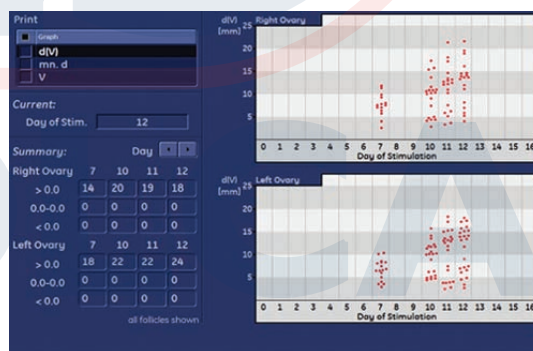 Print
Graph
d(V)
mn. d
V
Current:
Day of Stim. 12
Summary: Day
Right Ovary 7 10 11 12
> 0.0 14 20 19 18
0.0-0.0 0 0 0 0
< 0.0 0 0 0 0
Left Ovary 7 10 11 12
> 0.0 18 22 22 24
0.0-0.0 0 0 0 0
< 0.0 0 0 0 0
all follicles shown
d(V) Right Ovary
[mm] 25
20
15
10
5
0 1 2 3 4 5 6 7 8 9 10 11 12 13 14 15 16
Day of Stimulation
d(V) Left Ovary
[mm] 25
20
15
10
5
0 1 2 3 4 5 6 7 8 9 10 11 12 13 14 15 16
Day of Stimulation